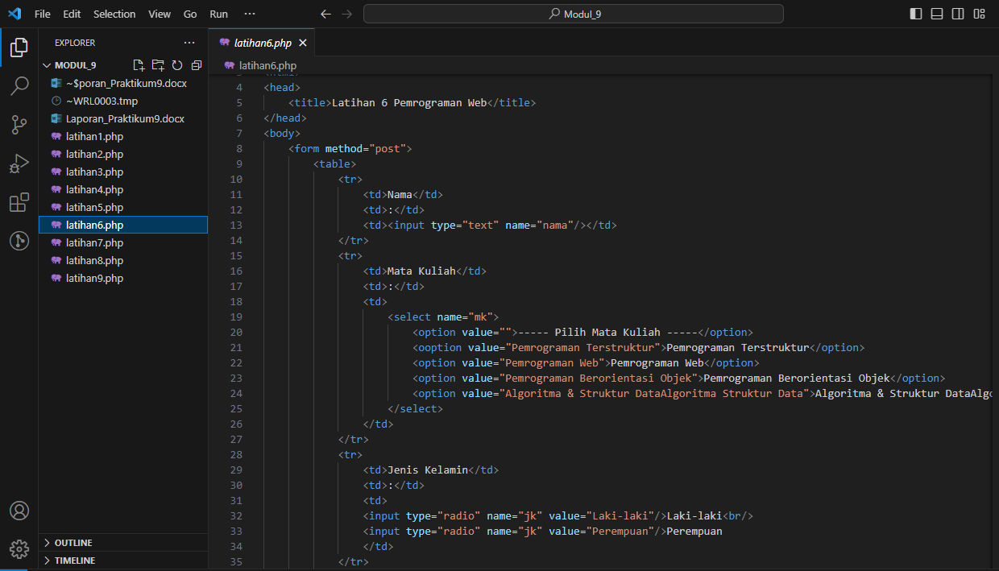 File Edit Selection View Go Run ···
Modul_9
EXPLORER ···
MODUL_9
~$poran_Praktikum9.docx
~WRL0003.tmp
Laporan_Praktikum9.docx
latihan1.php
latihan2.php
latihan3.php
latihan4.php
latihan5.php
latihan6.php
latihan7.php
latihan8.php
latihan9.php
OUTLINE
TIMELINE
latihan6.php
latihan6.php
4 <head>
5 <title>Latihan 6 Pemrograman Web</title>
6 </head>
7 <body>
8 <form method="post">
9 <table>
10 <tr>
11 <td>Nama</td>
12 <td>:</td>
13 <td><input type="text" name="nama"/></td>
14 </tr>
15 <tr>
16 <td>Mata Kuliah</td>
17 <td>:</td>
18 <td>
19 <select name="mk">
20 <option value="">----- Pilih Mata Kuliah -----</option>
21 <ooption value="Pemrograman Terstruktur">Pemrograman Terstruktur</option>
22 <option value="Pemrograman Web">Pemrograman Web</option>
23 <option value="Pemrograman Berorientasi Objek">Pemrograman Berorientasi Objek</option>
24 <option value="Algoritma & Struktur DataAlgoritma Struktur Data">Algoritma & Struktur DataAlgo
25 </select>
26 </td>
27 </tr>
28 <tr>
29 <td>Jenis Kelamin</td>
30 <td>:</td>
31 <td>
32 <input type="radio" name="jk" value="Laki-laki"/>Laki-laki<br/>
33 <input type="radio" name="jk" value="Perempuan"/>Perempuan
34 </td>
35 </tr>